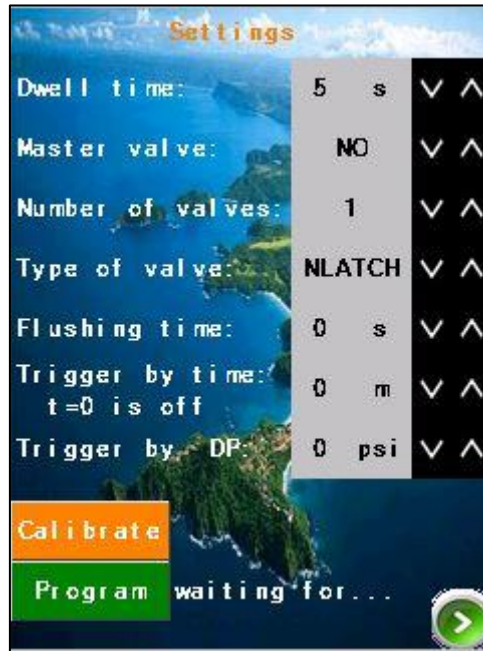 Settings
Dwell time: 5 s
Master valve: NO
Number of valves: 1
Type of valve: NLATCH
Flushing time: 0 s
Trigger by time: 0 m
t=0 is off
Trigger by DP: 0 psi
Calibrate
Program waiting for...